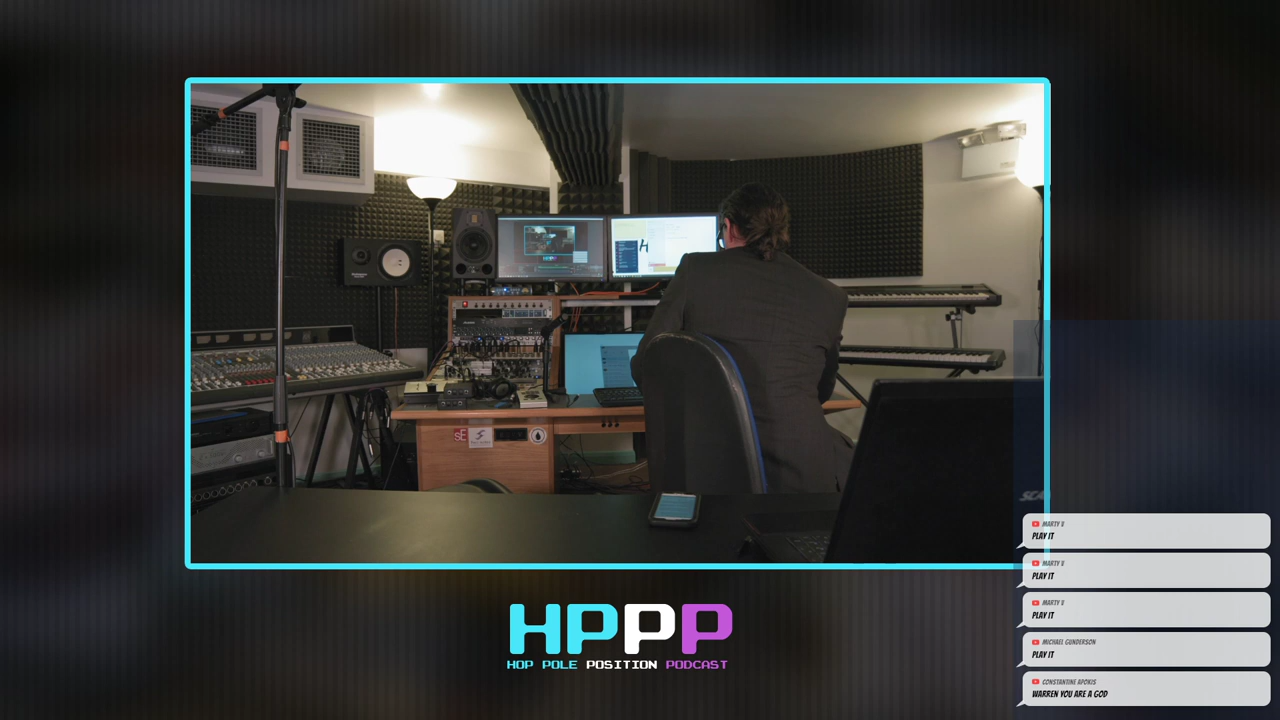 sE
HPPP
HOP POLE POSITION PODCAST
MARTY V
PLAY IT
MARTY V
PLAY IT
MARTY V
PLAY IT
MICHAEL GUNDERSON
PLAY IT
CONSTANTINE APOKIS
WARREN YOU ARE A GOD